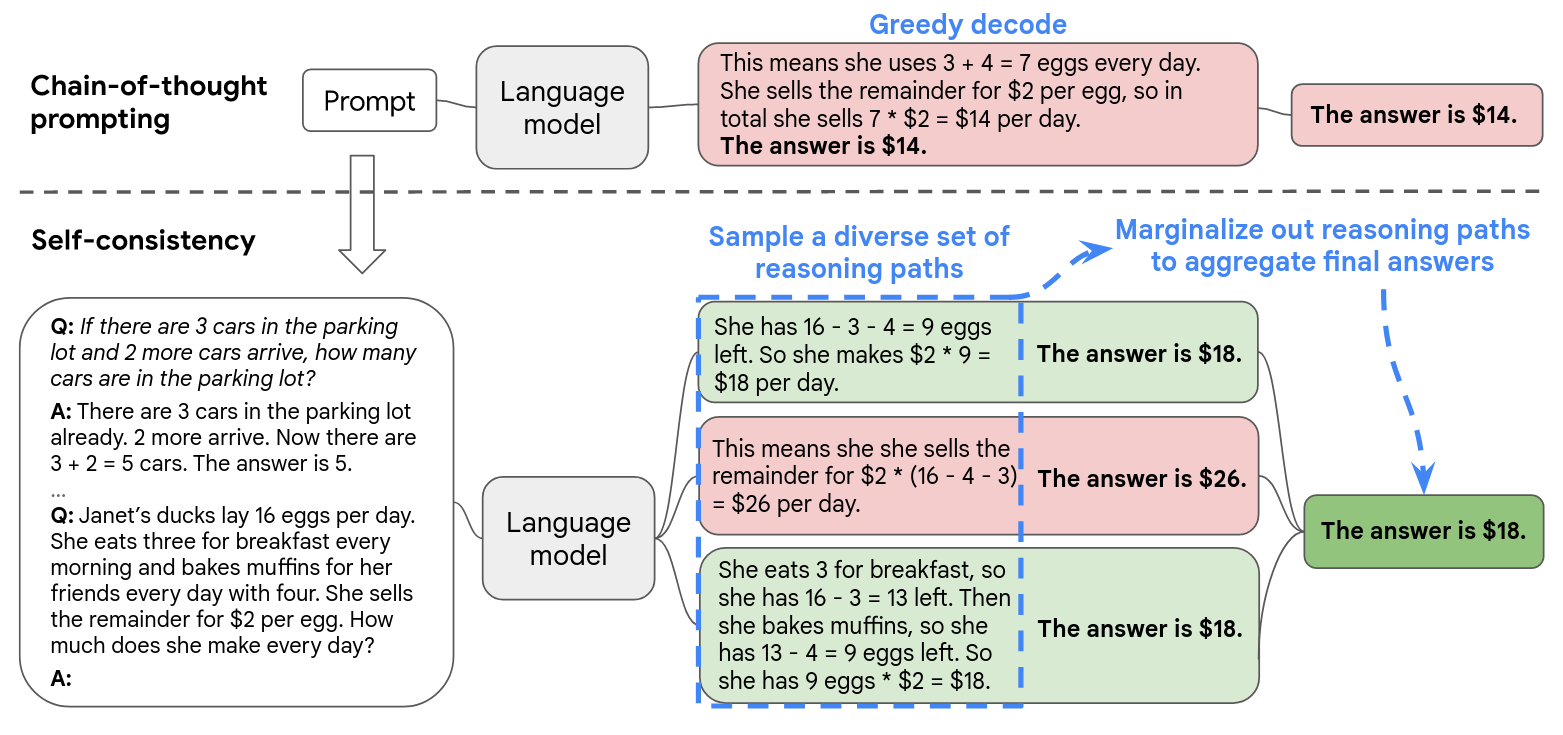 Greedy decode
Chain-of-thought
prompting
Prompt
Language
model
This means she uses 3 + 4 = 7 eggs every day.
She sells the remainder for $2 per egg, so in
total she sells 7 * $2 = $14 per day.
The answer is $14.
The answer is $14.
Self-consistency
Sample a diverse set of
reasoning paths
Marginalize out reasoning paths
to aggregate final answers
Q: If there are 3 cars in the parking
lot and 2 more cars arrive, how many
cars are in the parking lot?
A: There are 3 cars in the parking lot
already. 2 more arrive. Now there are
3 + 2 = 5 cars. The answer is 5.
...
Q: Janet’s ducks lay 16 eggs per day.
She eats three for breakfast every
morning and bakes muffins for her
friends every day with four. She sells
the remainder for $2 per egg. How
much does she make every day?
A:
Language
model
She has 16 - 3 - 4 = 9 eggs
left. So she makes $2 * 9 =
$18 per day.
The answer is $18.
This means she she sells the
remainder for $2 * (16 - 4 - 3)
= $26 per day.
The answer is $26.
She eats 3 for breakfast, so
she has 16 - 3 = 13 left. Then
she bakes muffins, so she
has 13 - 4 = 9 eggs left. So
she has 9 eggs * $2 = $18.
The answer is $18.
The answer is $18.